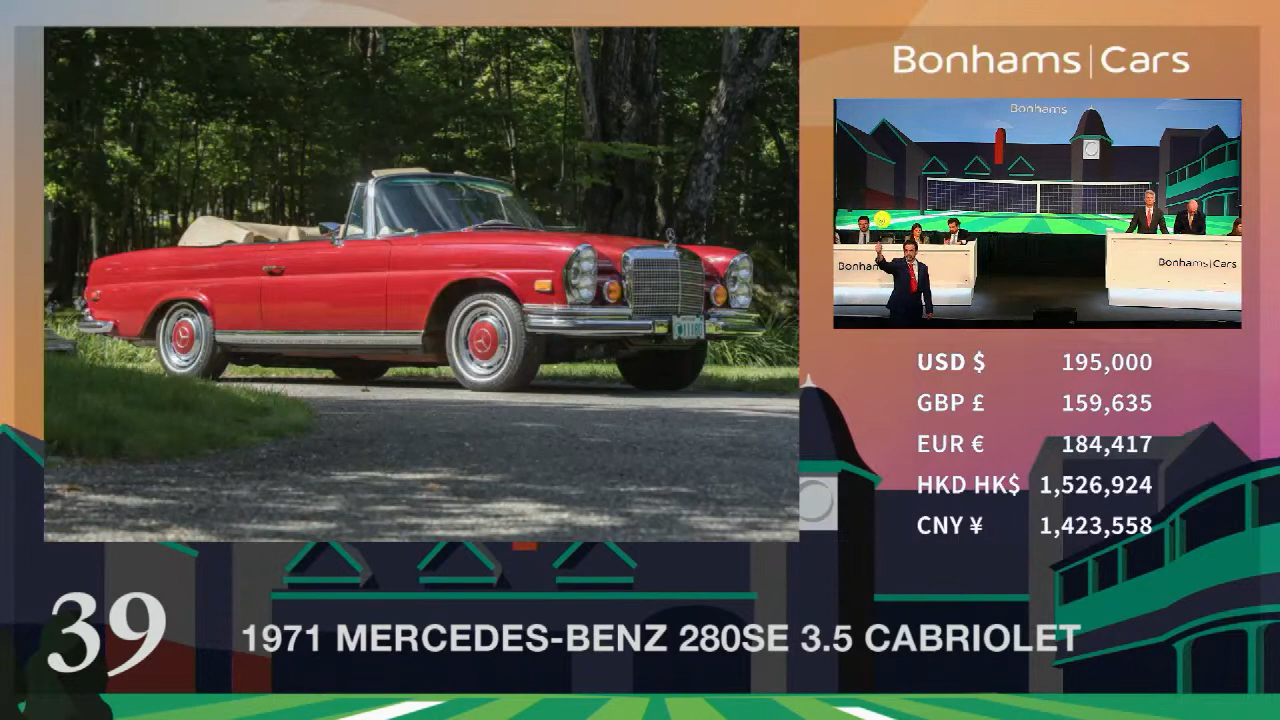 Bonhams|Cars
Bonhams
Bonhams|Cars
USD $ 195,000
GBP £ 159,635
EUR € 184,417
HKD HK$ 1,526,924
CNY ¥ 1,423,558
39
1971 MERCEDES-BENZ 280SE 3.5 CABRIOLET